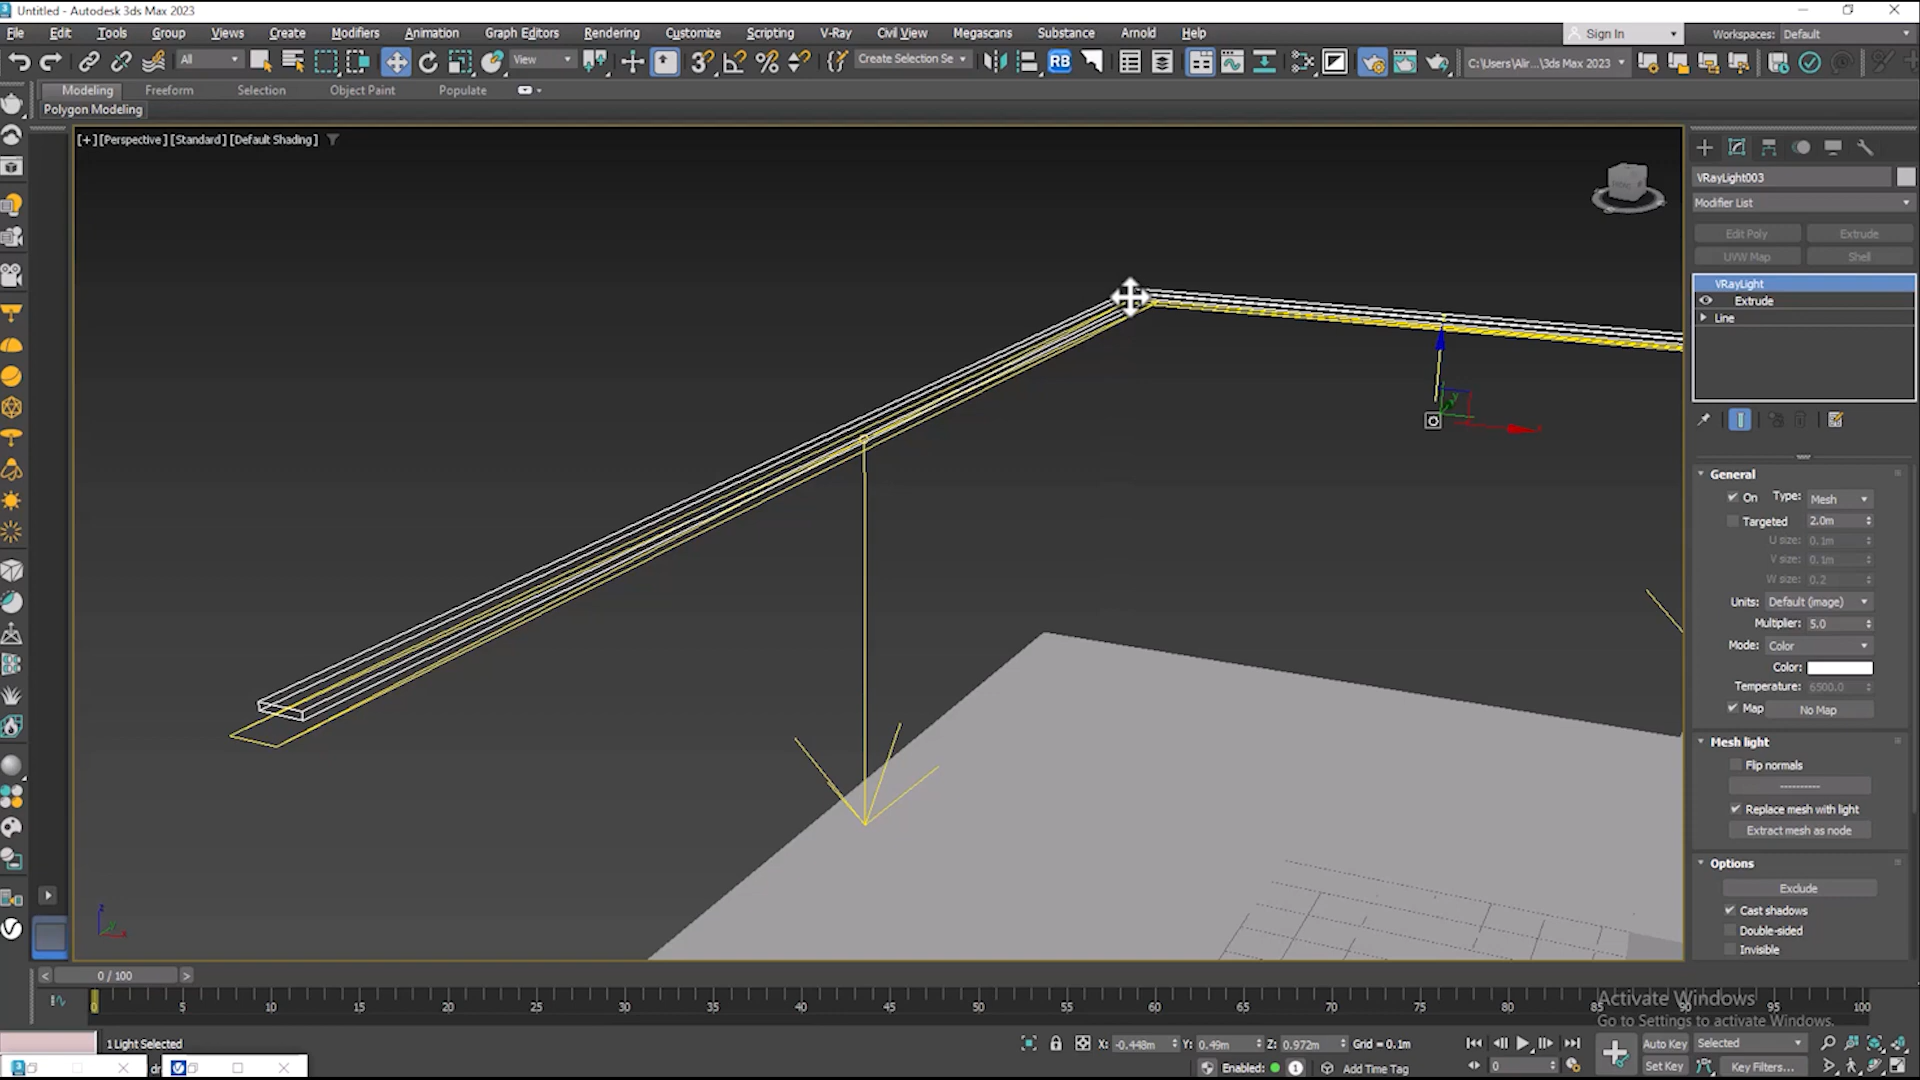 Untitled - Autodesk 3ds Max 2023
File Edit Tools Group Views Create Modifiers Animation Graph Editors Rendering Customize Scripting V-Ray Civil View Megascans Substance Arnold Help
Sign In
Workspaces: Default
All
View
Create Selection Se
RB
C:\Users\Alr...\3ds Max 2023
Modeling Freeform Selection Object Paint Populate
Polygon Modeling
[+] [Perspective] [Standard] [Default Shading]
VRayLight003
Modifier List
Edit Poly Extrude
UVW Map Shell
VRayLight
Extrude
Line
General
On Type: Mesh
Targeted 2.0m
U size: 0.1m
V size: 0.1m
W size: 0.2
Units: Default (image)
Multiplier: 5.0
Mode: Color
Color:
Temperature: 6500.0
Map No Map
Mesh light
Flip normals
----------
Replace mesh with light
Extract mesh as node
Options
Exclude
Cast shadows
Double-sided
Invisible
< 0 / 100 >
0 5 10 15 20 25 30 35 40 45 50 55 60 65 70 75 80 85 90 95 100
Activate Windows
Go to Settings to activate Windows.
1 Light Selected
X: -0.448m Y: 0.49m Z: 0.972m Grid = 0.1m
Auto Key Selected
dr
Enabled: 1 Add Time Tag
0
Set Key Key Filters...